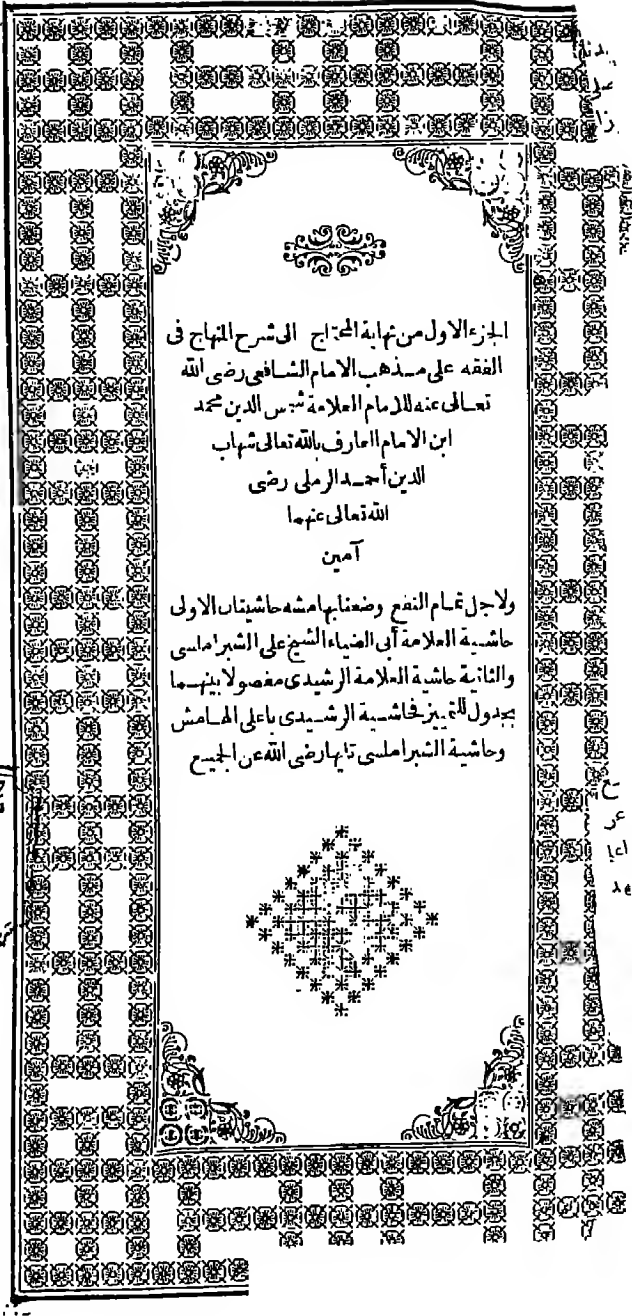 الجزء الاول من نهاية المحتاج الى شرح المنهاج فى
الفقه على مذهب الامام الشافعى رضى الله
تعالى عنه للامام العلامة شمس الدين محمد
ابن الامام العارف بالله تعالى شهاب
الدين أحمد الرملى رضى
الله تعالى عنهما
آمين
ولاجل تمام النفع وضعنا بهامشه حاشيتان الاولى
حاشية العلامة أبى الضياء الشيخ على الشبراملسى
والثانية حاشية العلامة الرشيدى مفصولا بينهما
بجدول للتمييز فحاشية الرشيدى باعلى الهامش
وحاشية الشبراملسى تليها رضى الله عن الجميع